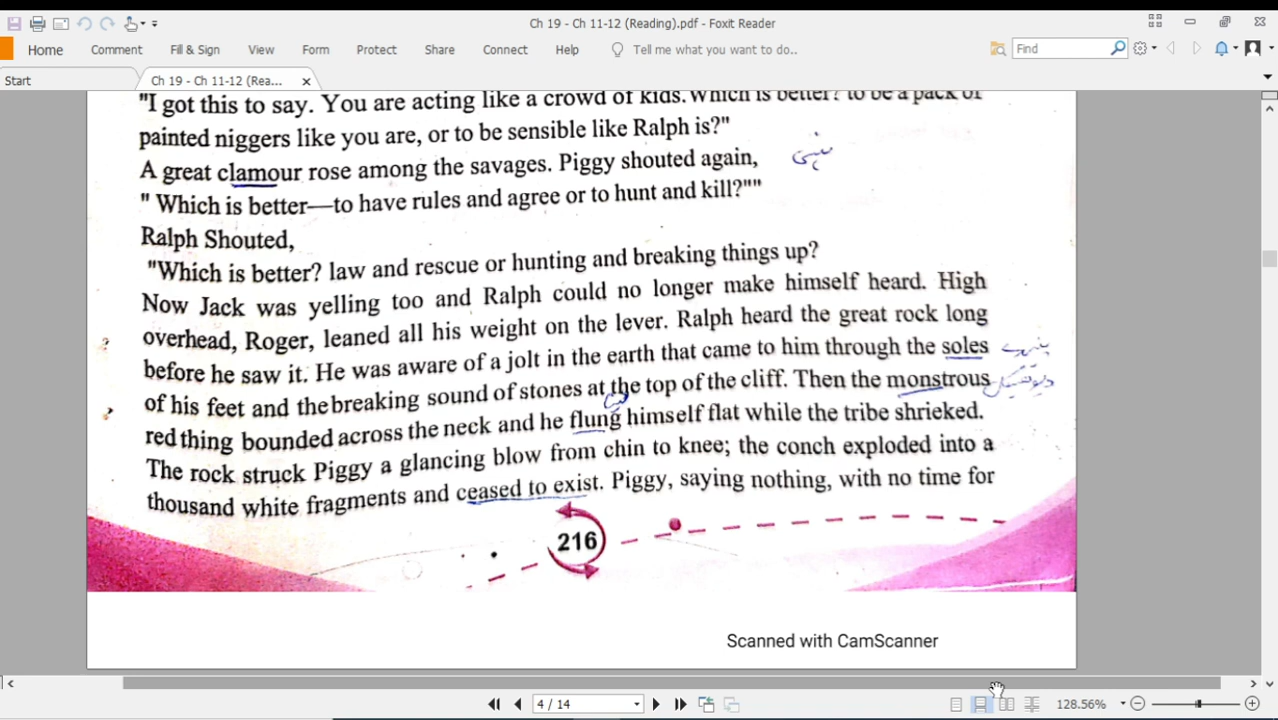 Ch 19 - Ch 11-12 (Reading).pdf - Foxit Reader
Home Comment Fill & Sign View Form Protect Share Connect Help Tell me what you want to do.. Find
Start Ch 19 - Ch 11-12 (Rea...
"I got this to say. You are acting like a crowd of kids. Which is better? to be a pack of
painted niggers like you are, or to be sensible like Ralph is?"
A great clamour rose among the savages. Piggy shouted again,
" Which is better—to have rules and agree or to hunt and kill?""
Ralph Shouted,
"Which is better? law and rescue or hunting and breaking things up?
Now Jack was yelling too and Ralph could no longer make himself heard. High
overhead, Roger, leaned all his weight on the lever. Ralph heard the great rock long
before he saw it. He was aware of a jolt in the earth that came to him through the soles
of his feet and the breaking sound of stones at the top of the cliff. Then the monstrous
red thing bounded across the neck and he flung himself flat while the tribe shrieked.
The rock struck Piggy a glancing blow from chin to knee; the conch exploded into a
thousand white fragments and ceased to exist. Piggy, saying nothing, with no time for
216
Scanned with CamScanner
4 / 14 128.56%